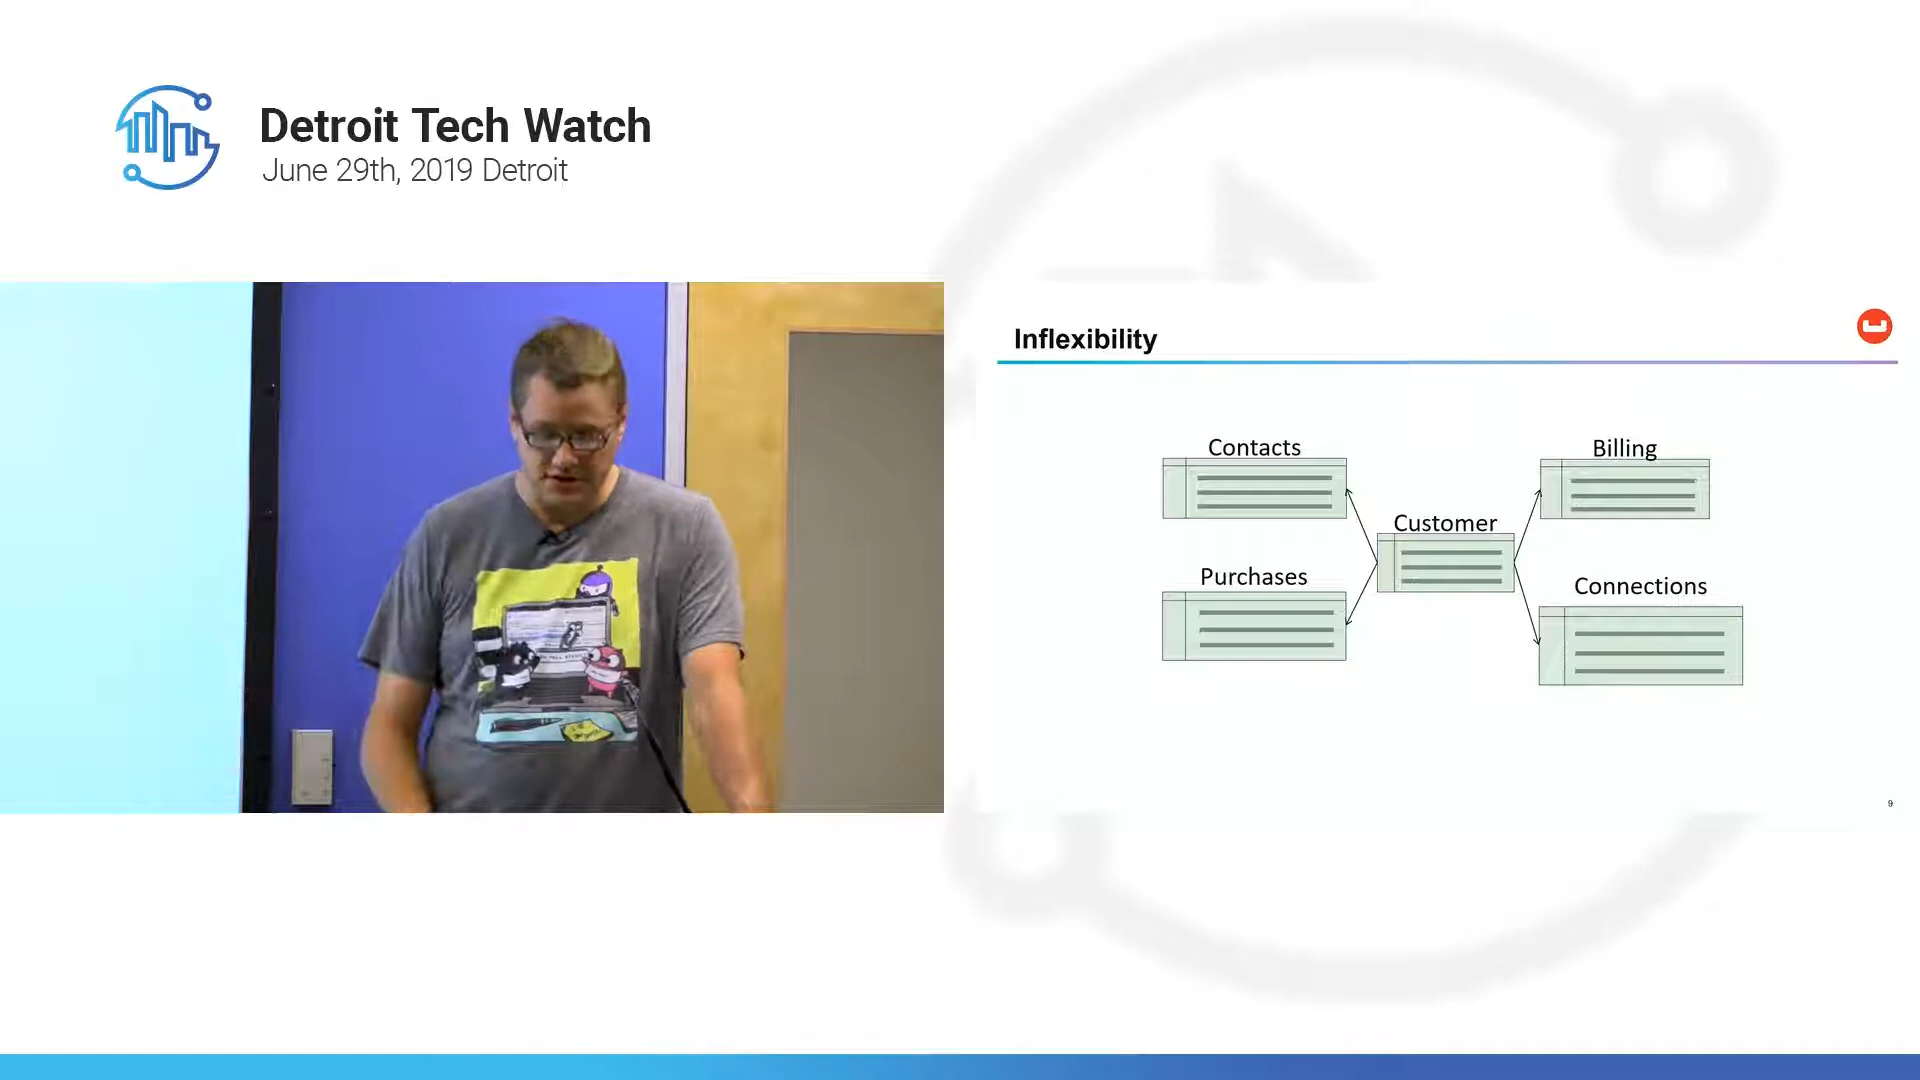 Detroit Tech Watch
June 29th, 2019 Detroit
Inflexibility
Contacts
Billing
Customer
Purchases
Connections
9